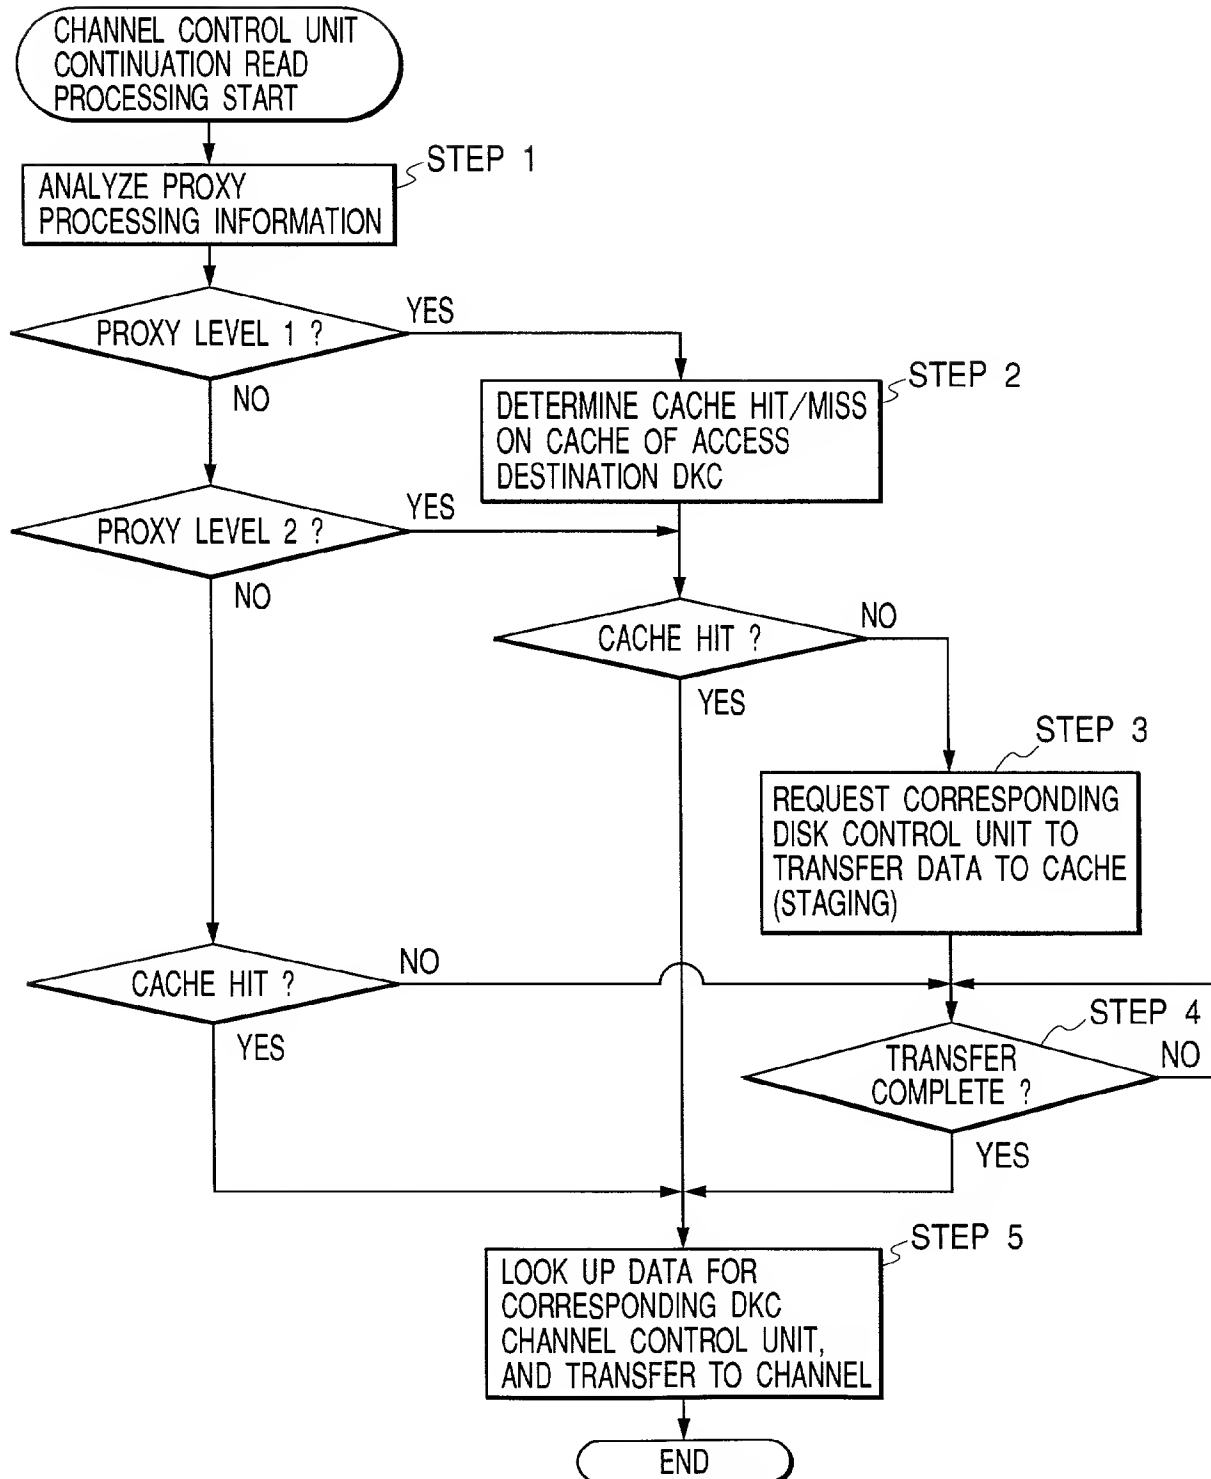 CHANNEL CONTROL UNIT
CONTINUATION READ
PROCESSING START
STEP 1
ANALYZE PROXY
PROCESSING INFORMATION
PROXY LEVEL 1 ?
YES
NO
STEP 2
DETERMINE CACHE HIT/MISS
ON CACHE OF ACCESS
DESTINATION DKC
PROXY LEVEL 2 ?
YES
NO
CACHE HIT ?
NO
YES
STEP 3
REQUEST CORRESPONDING
DISK CONTROL UNIT TO
TRANSFER DATA TO CACHE
(STAGING)
CACHE HIT ?
NO
YES
STEP 4
TRANSFER
COMPLETE ?
NO
YES
STEP 5
LOOK UP DATA FOR
CORRESPONDING DKC
CHANNEL CONTROL UNIT,
AND TRANSFER TO CHANNEL
END